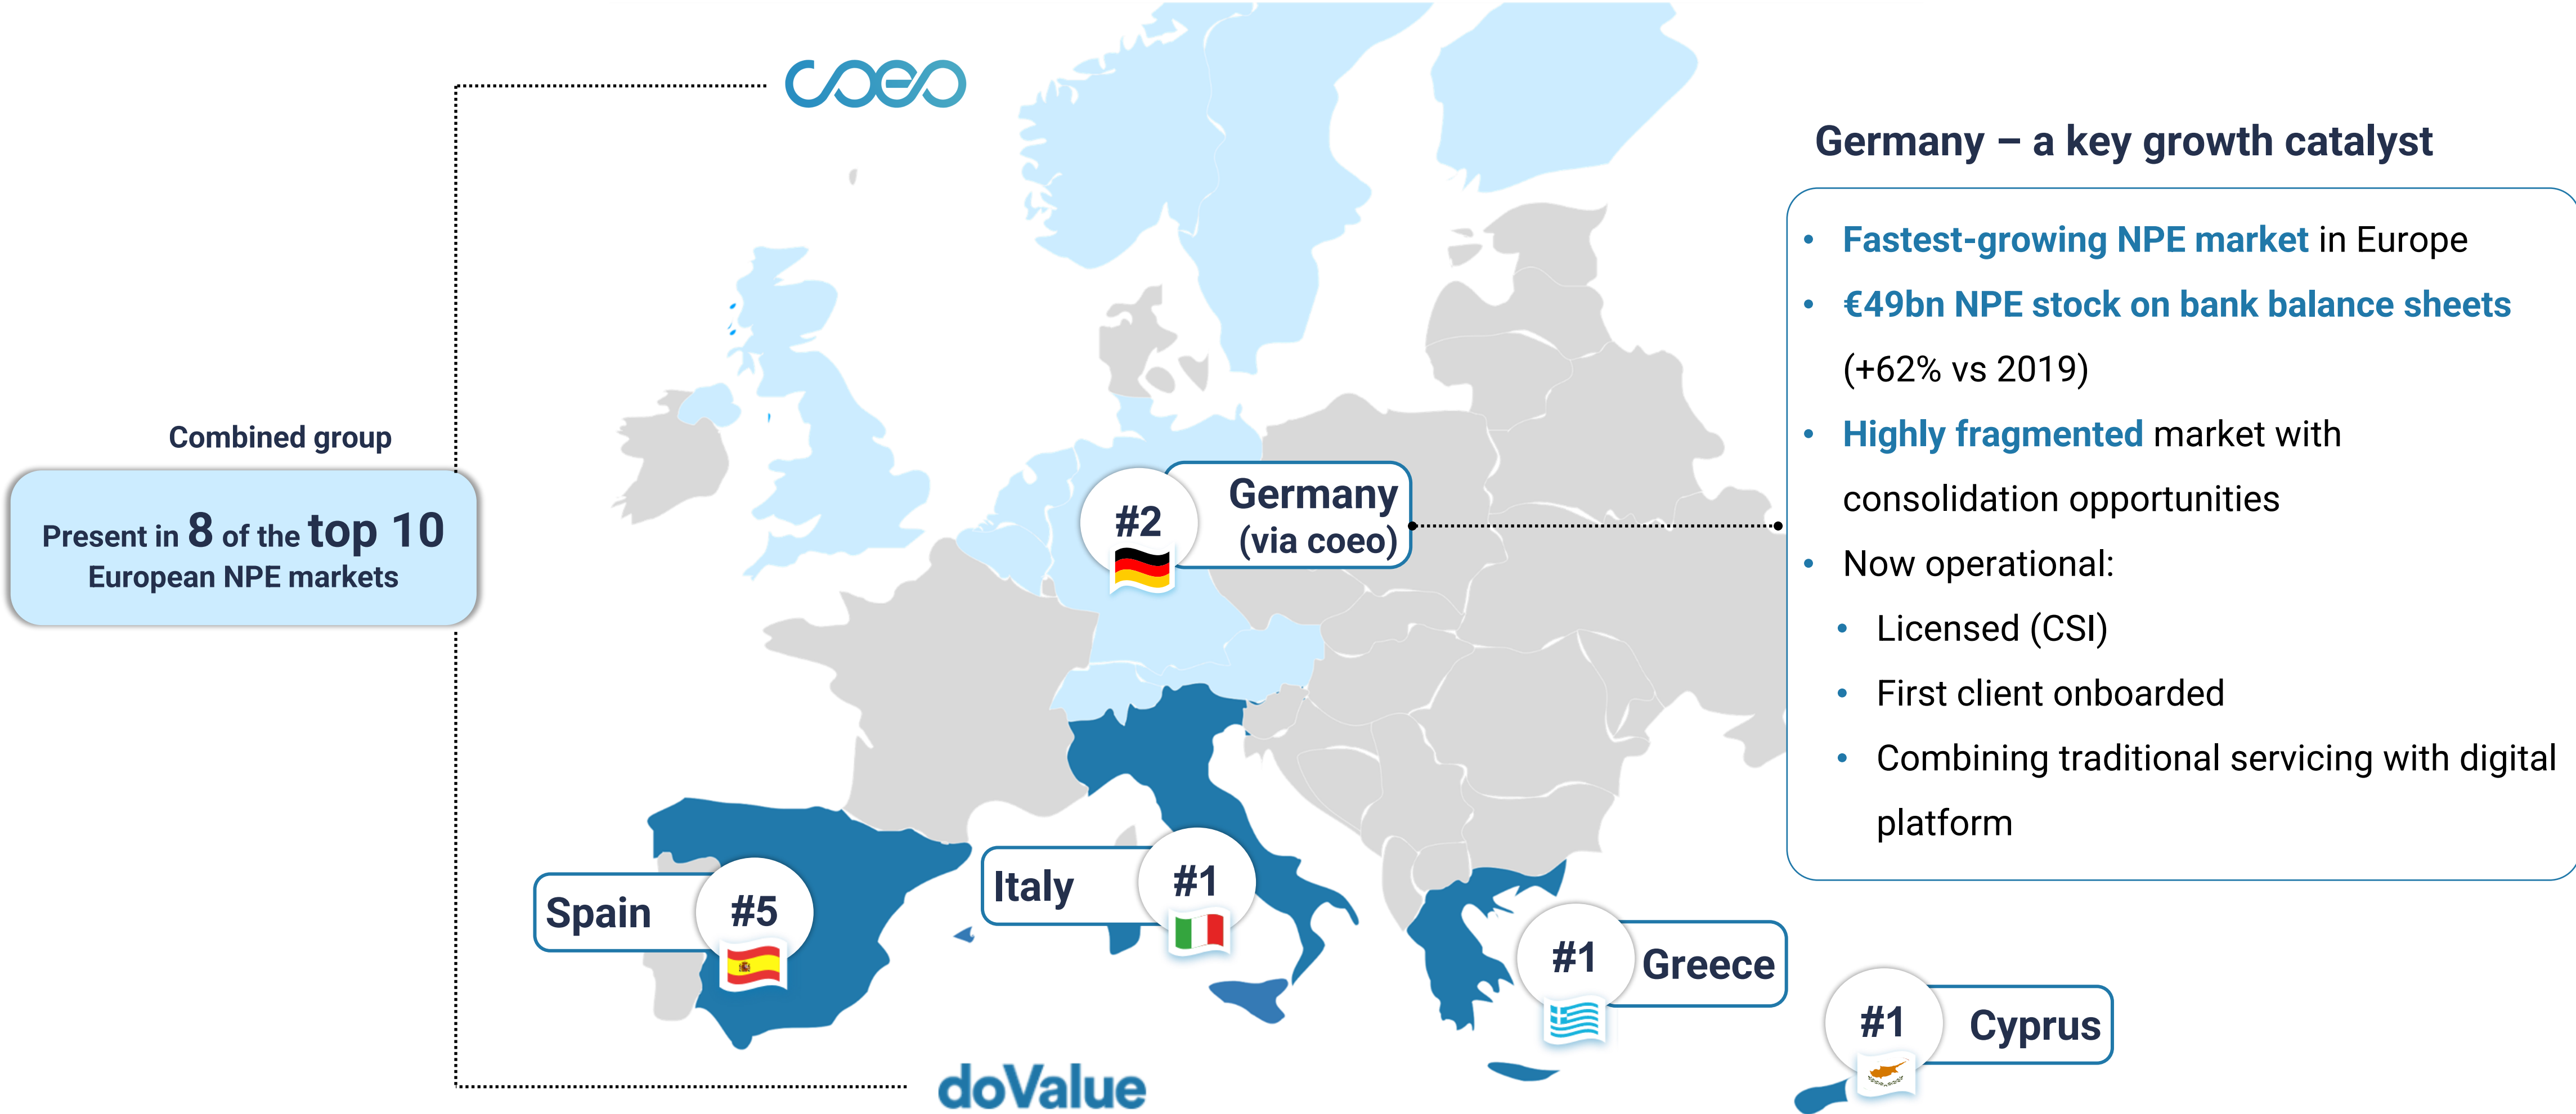 coeo
Germany – a key growth catalyst
• Fastest-growing NPE market in Europe
• €49bn NPE stock on bank balance sheets
(+62% vs 2019)
• Highly fragmented market with
consolidation opportunities
• Now operational:
• Licensed (CSI)
• First client onboarded
• Combining traditional servicing with digital
platform
Combined group
Present in 8 of the top 10
European NPE markets
#2
Germany
(via coeo)
Spain
#5
Italy
#1
#1
Greece
#1
Cyprus
doValue